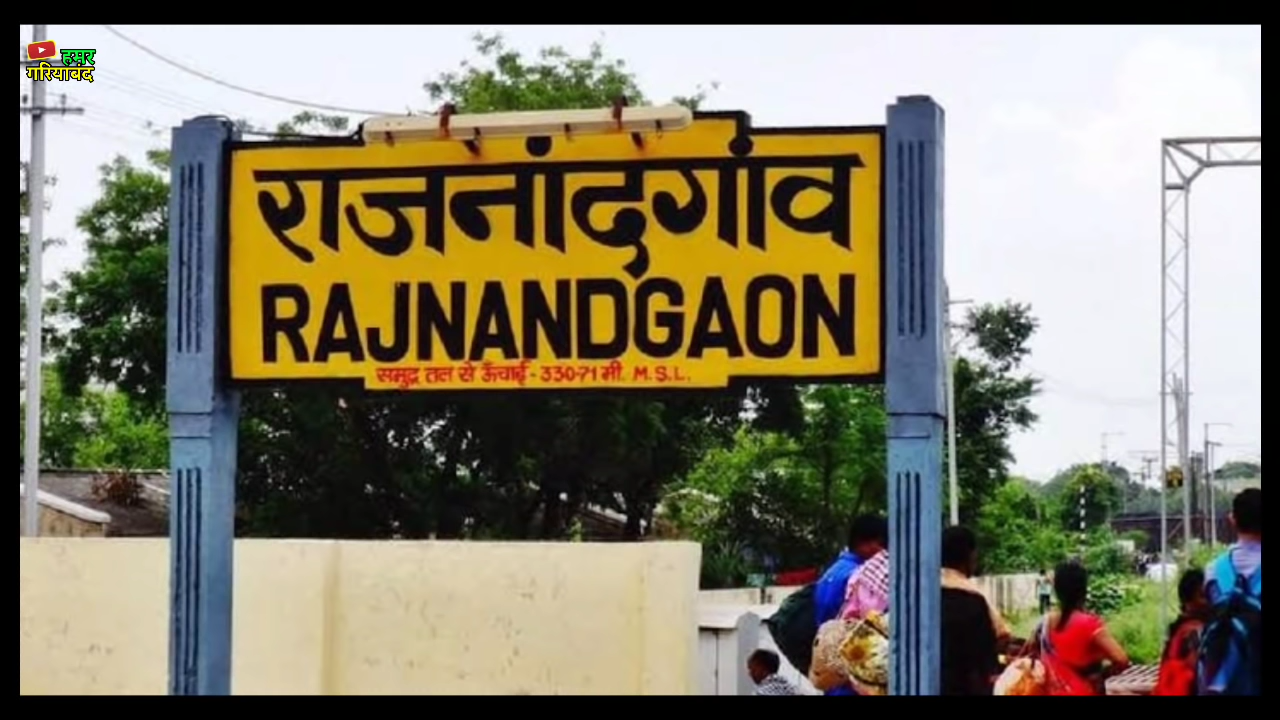 हमर
गरियाबंद
राजनांदगांव
RAJNANDGAON
समुद्र तल से ऊँचाई - 330·71 मी. M.S.L.